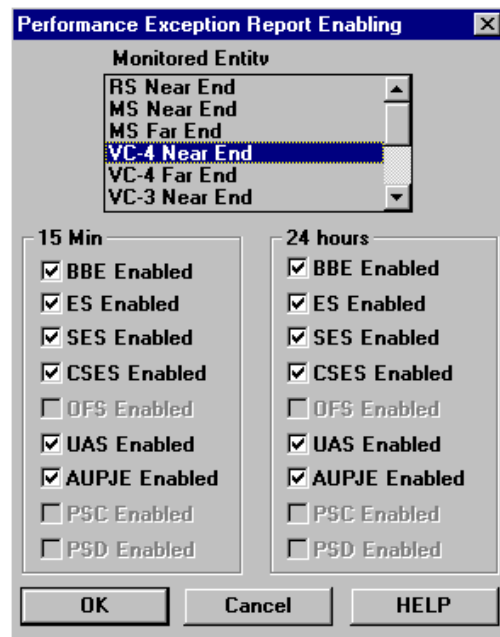 Performance Exception Report Enabling
Monitored Entity
RS Near End
MS Near End
MS Far End
VC-4 Near End
VC-4 Far End
VC-3 Near End
15 Min
BBE Enabled
ES Enabled
SES Enabled
CSES Enabled
OFS Enabled
UAS Enabled
AUPJE Enabled
PSC Enabled
PSD Enabled
24 hours
BBE Enabled
ES Enabled
SES Enabled
CSES Enabled
OFS Enabled
UAS Enabled
AUPJE Enabled
PSC Enabled
PSD Enabled
OK
Cancel
HELP